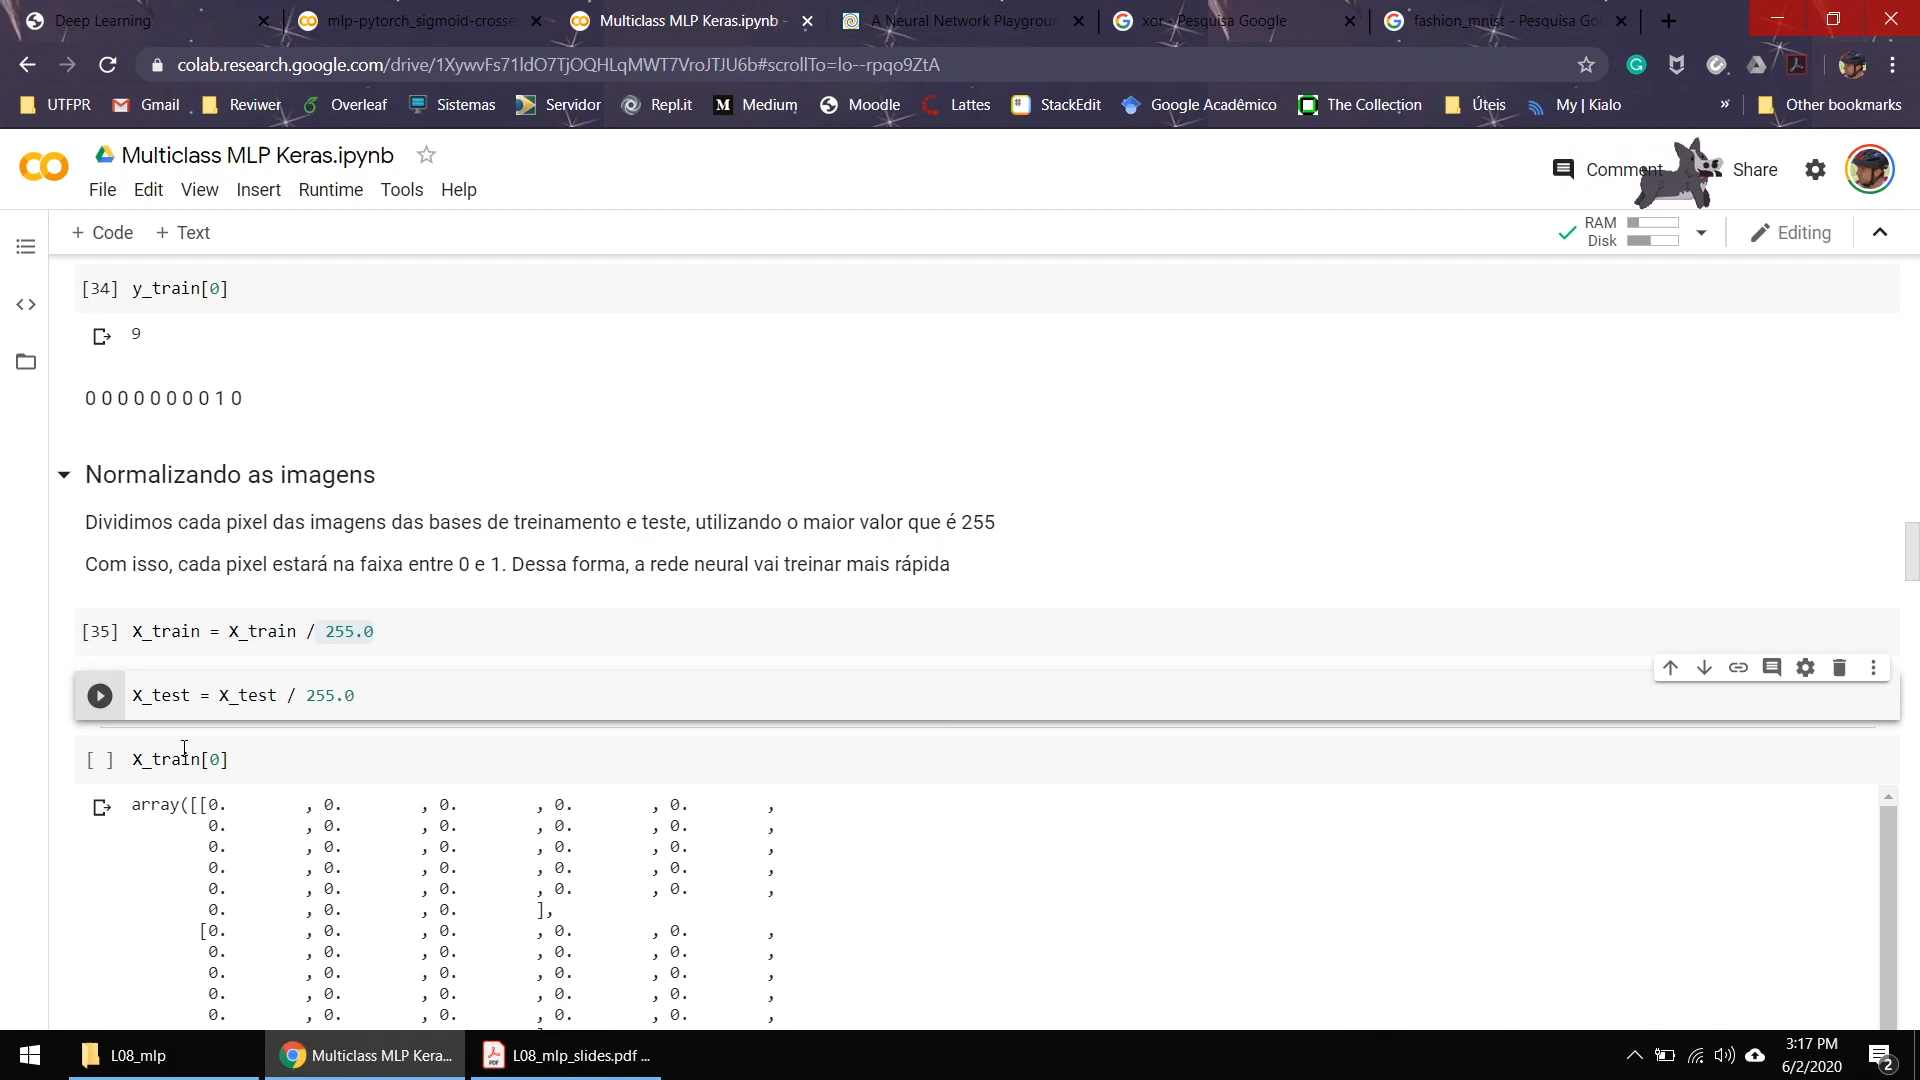 Deep Learning
mlp-pytorch_sigmoid-crosse
Multiclass MLP Keras.ipynb -
A Neural Network Playgroun
xor - Pesquisa Google
fashion_mnist - Pesquisa Go
colab.research.google.com/drive/1XywvFs71ldO7TjOQHLqMWT7VroJTJU6b#scrollTo=lo--rpqo9ZtA
UTFPR Gmail Reviwer Overleaf Sistemas Servidor Repl.it Medium Moodle Lattes StackEdit Google Acadêmico The Collection Úteis My | Kialo » Other bookmarks
Multiclass MLP Keras.ipynb
Comment Share
File Edit View Insert Runtime Tools Help
+ Code + Text
RAM
Disk
Editing
[34] y_train[0]
9
0 0 0 0 0 0 0 0 1 0
Normalizando as imagens
Dividimos cada pixel das imagens das bases de treinamento e teste, utilizando o maior valor que é 255
Com isso, cada pixel estará na faixa entre 0 e 1. Dessa forma, a rede neural vai treinar mais rápida
[35] X_train = X_train / 255.0
X_test = X_test / 255.0
[ ] X_train[0]
array([[0. , 0. , 0. , 0. , 0. ,
0. , 0. , 0. , 0. , 0. ,
0. , 0. , 0. , 0. , 0. ,
0. , 0. , 0. , 0. , 0. ,
0. , 0. , 0. , 0. , 0. ,
0. , 0. , 0. ],
[0. , 0. , 0. , 0. , 0. ,
0. , 0. , 0. , 0. , 0. ,
0. , 0. , 0. , 0. , 0. ,
0. , 0. , 0. , 0. , 0. ,
0. , 0. , 0. , 0. , 0. ,
L08_mlp
Multiclass MLP Kera...
L08_mlp_slides.pdf ...
3:17 PM
6/2/2020
2